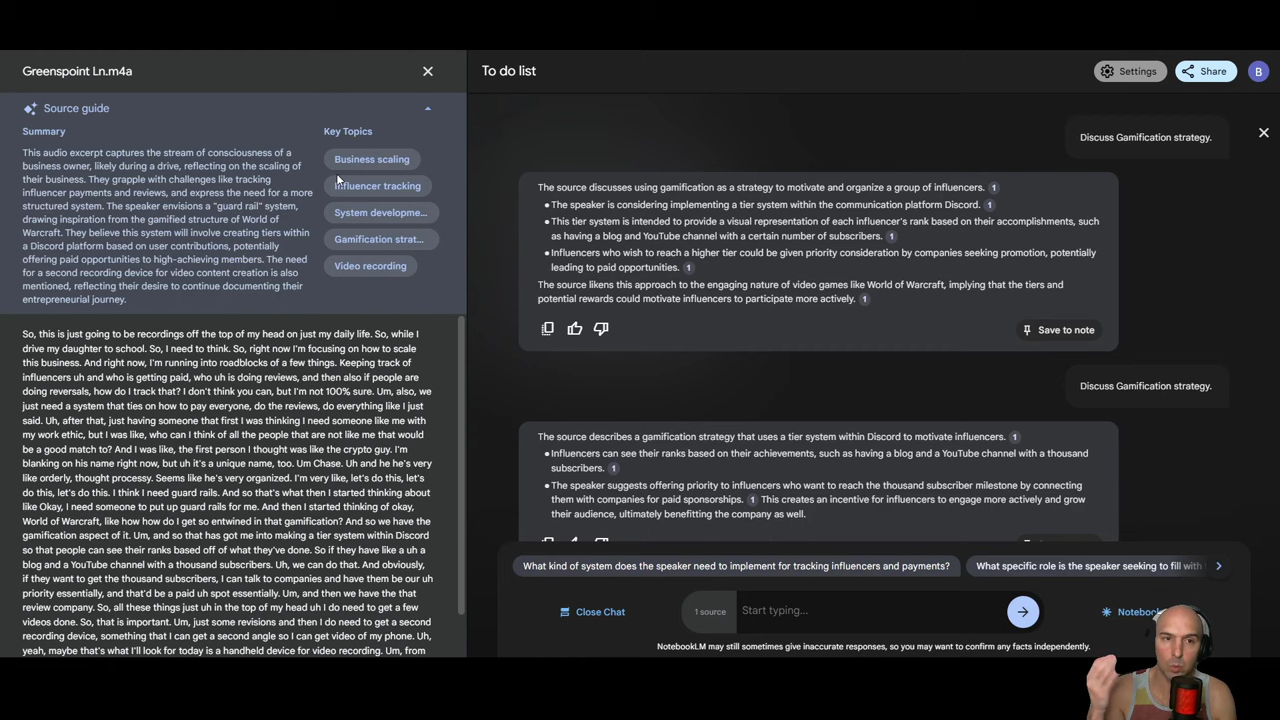 Greenspoint Ln.m4a
Source guide
Summary
This audio excerpt captures the stream of consciousness of a
business owner, likely during a drive, reflecting on the scaling of
their business. They grapple with challenges like tracking
influencer payments and reviews, and express the need for a more
structured system. The speaker envisions a "guard rail" system,
drawing inspiration from the gamified structure of World of
Warcraft. They believe this system will involve creating tiers within
a Discord platform based on user contributions, potentially
offering paid opportunities to high-achieving members. The need
for a second recording device for video content creation is also
mentioned, reflecting their desire to continue documenting their
entrepreneurial journey.
Key Topics
Business scaling
Influencer tracking
System developme...
Gamification strat...
Video recording
So, this is just going to be recordings off the top of my head on just my daily life. So, while I
drive my daughter to school. So, I need to think. So, right now I'm focusing on how to scale
this business. And right now, I'm running into roadblocks of a few things. Keeping track of
influencers uh and who is getting paid, who uh is doing reviews, and then also if people are
doing reversals, how do I track that? I don't think you can, but I'm not 100% sure. Um, also, we
just need a system that ties on how to pay everyone, do the reviews, do everything like I just
said. Uh, after that, just having someone that first I was thinking I need someone like me with
my work ethic, but I was like, who can I think of all the people that are not like me that would
be a good match to? And I was like, the first person I thought was like the crypto guy. I'm
blanking on his name right now, but uh it's a unique name, too. Um Chase. Uh and he he's very
like orderly, thought process. Seems like he's very organized. I'm very like, let's do this, let's
do this, let's do this. I think I need guard rails. And so that's what then I started thinking about
like Okay, I need someone to put up guard rails for me. And then I started thinking of okay,
World of Warcraft, like how how do I get so entwined in that gamification? And so we have the
gamification aspect of it. Um, and so that has got me into making a tier system within Discord
so that people can see their ranks based off of what they've done. So if they have like a uh a
blog and a YouTube channel with a thousand subscribers. Uh, we can do that. And obviously,
if they want to get the thousand subscribers, I can talk to companies and have them be our uh
priority essentially, and that'd be a paid uh spot essentially. Um, and then we have the that
review company. So, all these things just uh in the top of my head uh I do need to get a few
videos done. So, that is important. Um, just some revisions and then I do need to get a second
recording device, something that I can get a second angle so I can get video of my phone. Uh,
yeah, maybe that's what I'll look for today is a handheld device for video recording. Um, from
To do list
Settings
Share
B
Discuss Gamification strategy.
The source discusses using gamification as a strategy to motivate and organize a group of influencers. 1
• The speaker is considering implementing a tier system within the communication platform Discord. 1
• This tier system is intended to provide a visual representation of each influencer's rank based on their accomplishments, such
as having a blog and YouTube channel with a certain number of subscribers. 1
• Influencers who wish to reach a higher tier could be given priority consideration by companies seeking promotion, potentially
leading to paid opportunities. 1
The source likens this approach to the engaging nature of video games like World of Warcraft, implying that the tiers and
potential rewards could motivate influencers to participate more actively. 1
Save to note
Discuss Gamification strategy.
The source describes a gamification strategy that uses a tier system within Discord to motivate influencers. 1
• Influencers can see their ranks based on their achievements, such as having a blog and a YouTube channel with a thousand
subscribers. 1
• The speaker suggests offering priority to influencers who want to reach the thousand subscriber milestone by connecting
them with companies for paid sponsorships. 1 This creates an incentive for influencers to engage more actively and grow
their audience, ultimately benefitting the company as well.
What kind of system does the speaker need to implement for tracking influencers and payments?
What specific role is the speaker seeking to fill with
Close Chat
1 source
Start typing...
Notebook
NotebookLM may still sometimes give inaccurate responses, so you may want to confirm any facts independently.